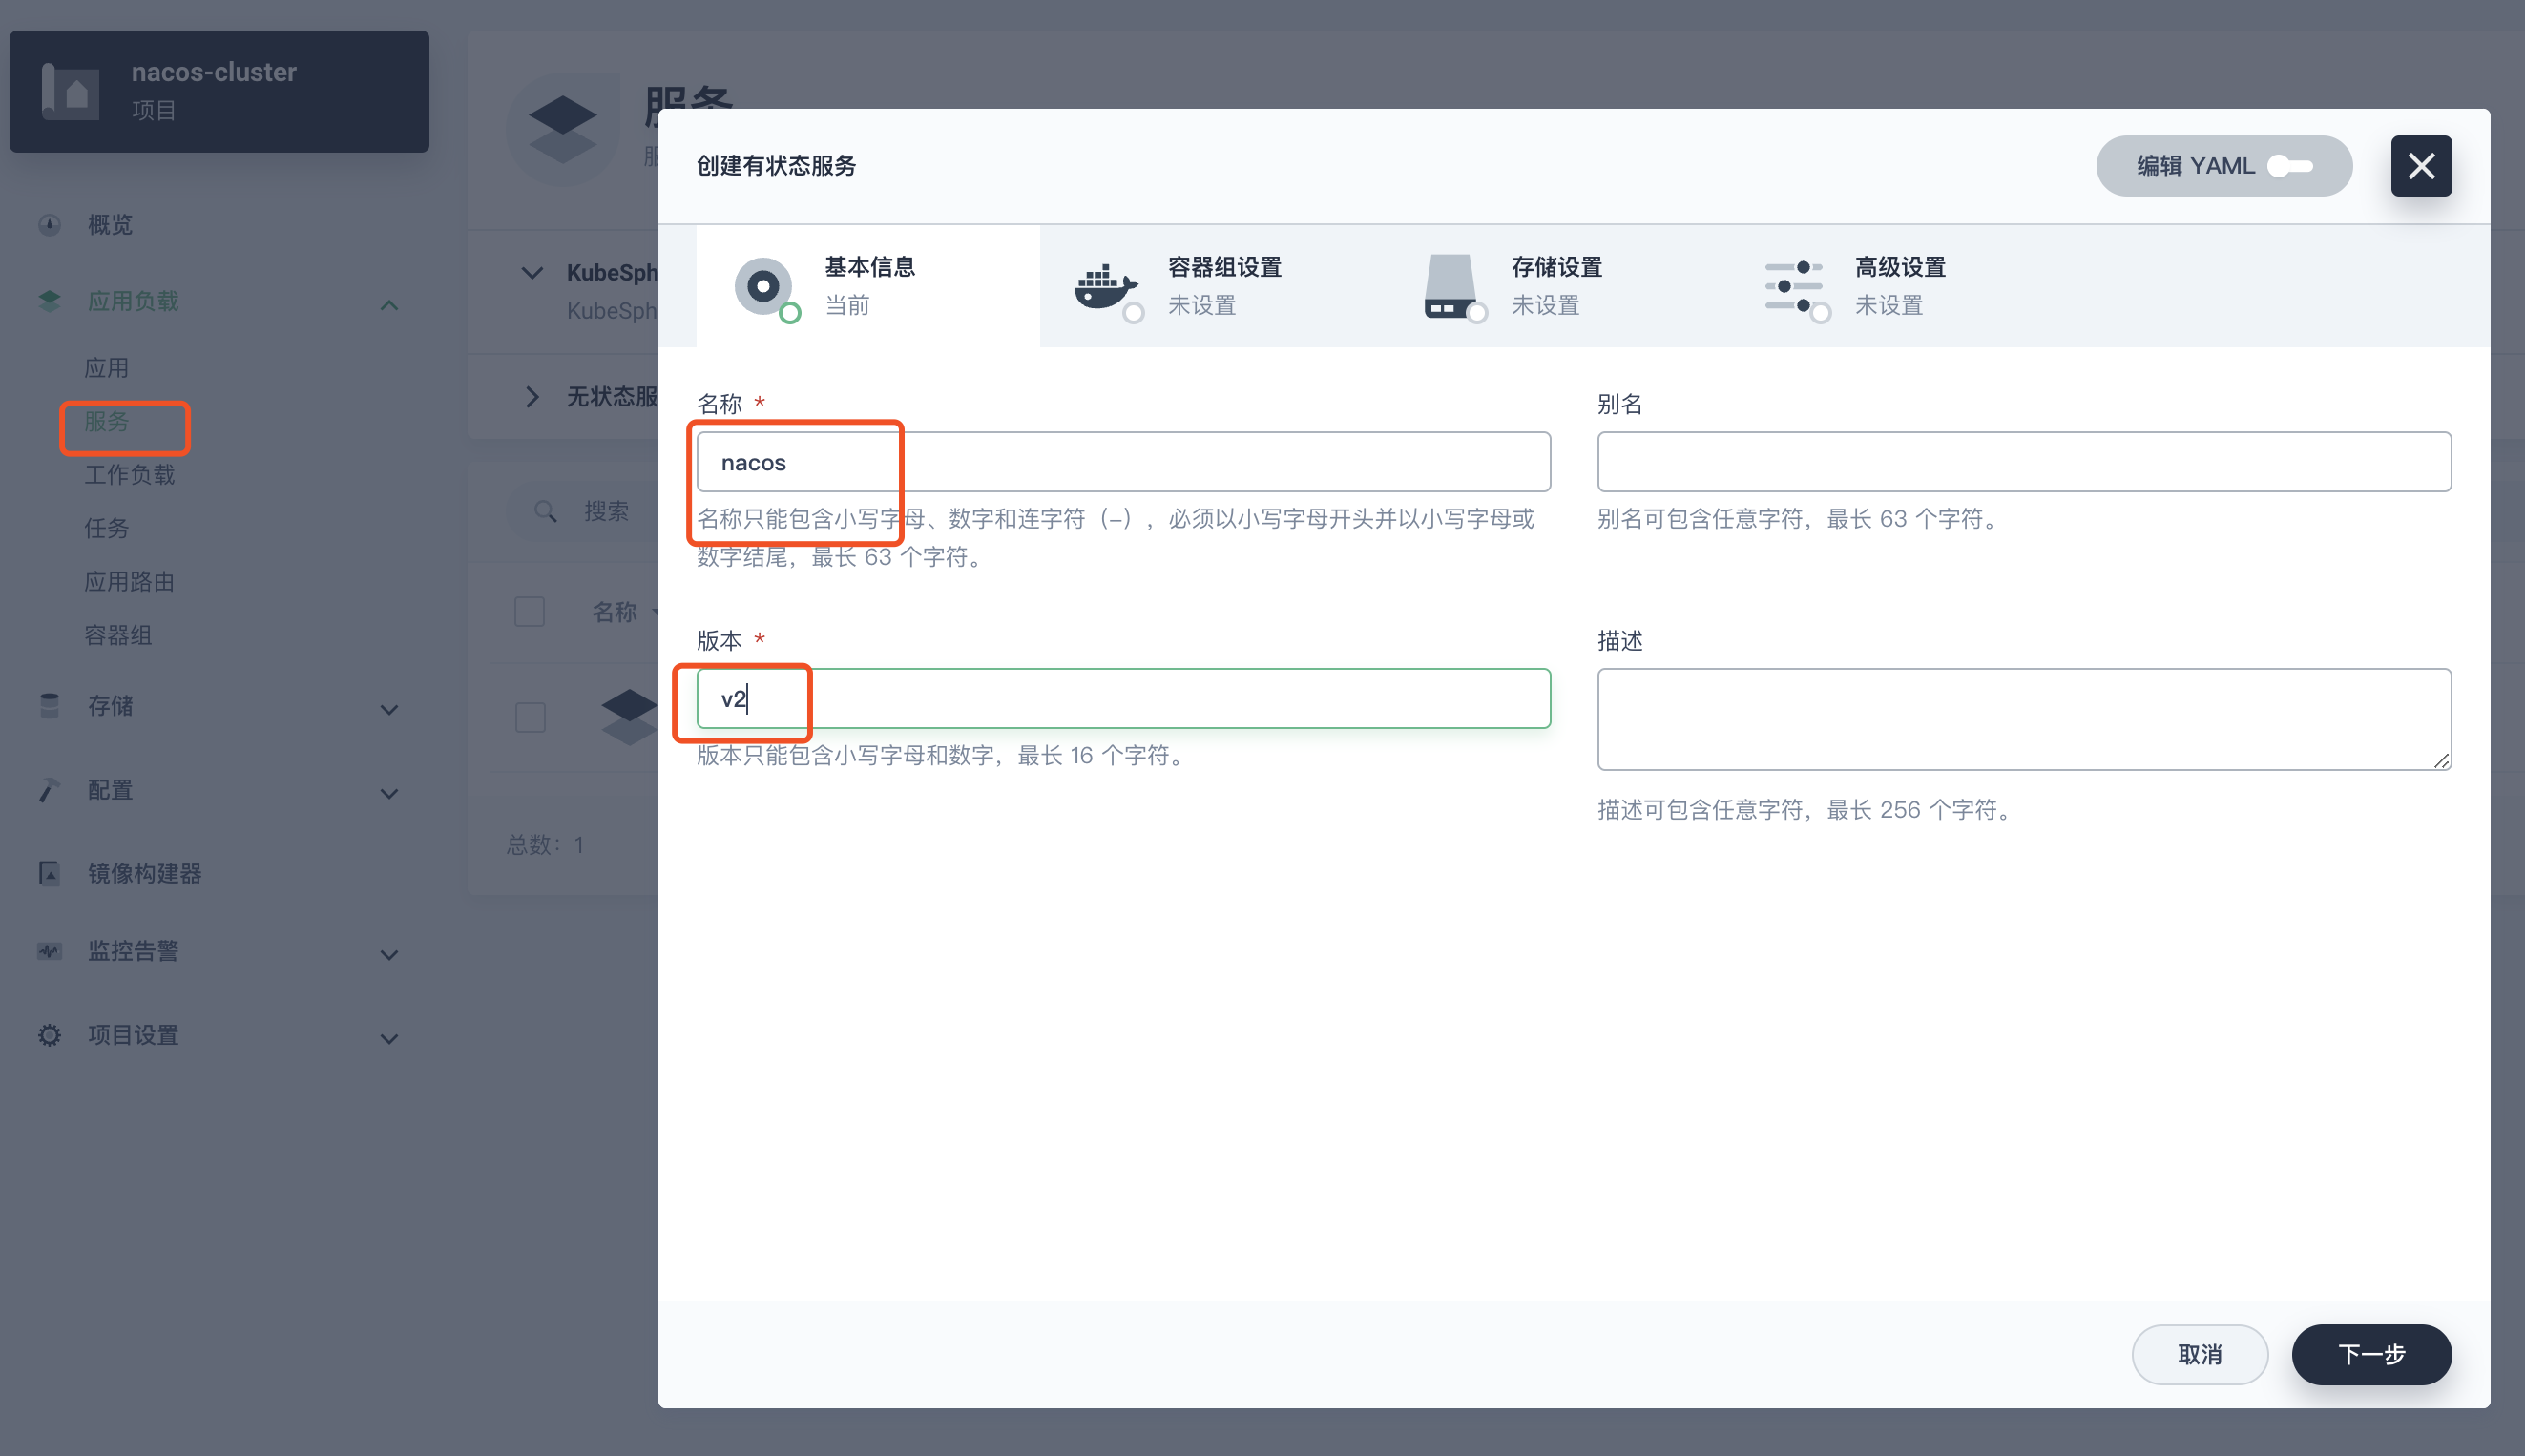 nacos-cluster
项目
概览
应用负载
应用
服务
工作负载
任务
应用路由
容器组
存储
配置
镜像构建器
监控告警
项目设置
服务
KubeSph
KubeSph
无状态服
搜索
名称
总数：1
创建有状态服务
编辑 YAML
基本信息
当前
容器组设置
未设置
存储设置
未设置
高级设置
未设置
名称 *
nacos
名称只能包含小写字母、数字和连字符（-），必须以小写字母开头并以小写字母或
数字结尾，最长 63 个字符。
别名
别名可包含任意字符，最长 63 个字符。
版本 *
v2
版本只能包含小写字母和数字，最长 16 个字符。
描述
描述可包含任意字符，最长 256 个字符。
取消
下一步